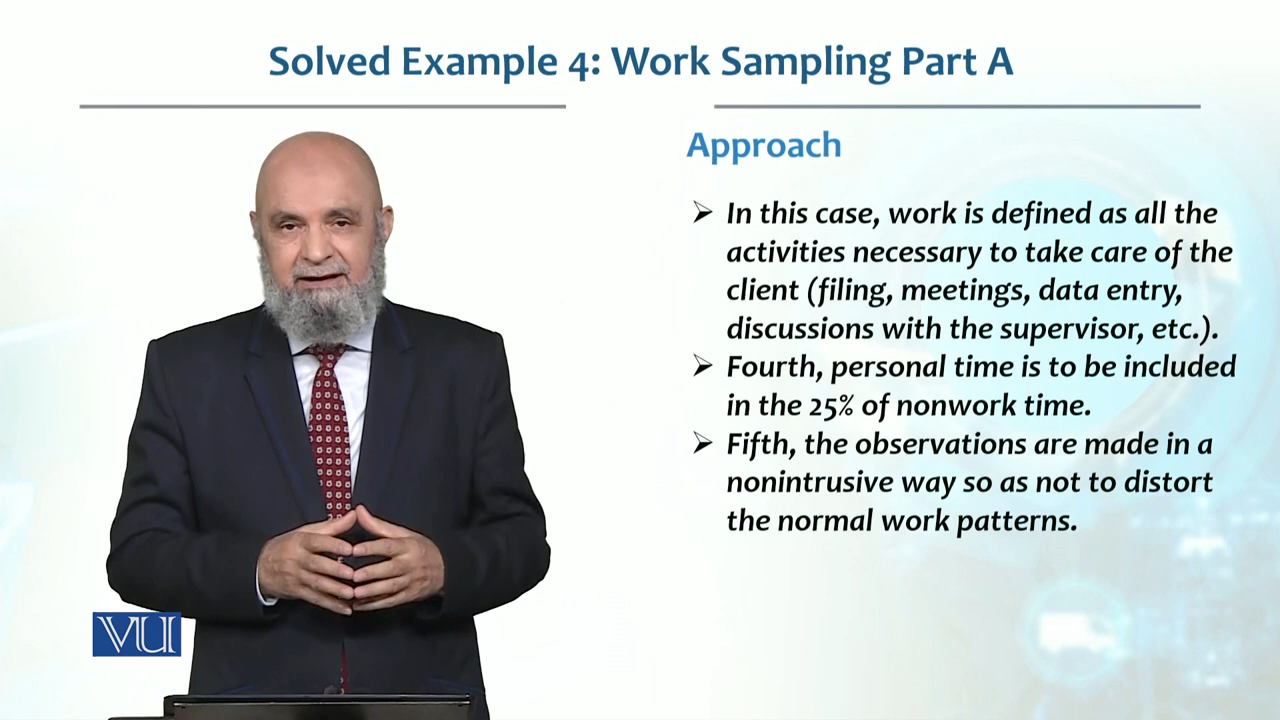 Solved Example 4: Work Sampling Part A
Approach
➢ In this case, work is defined as all the
activities necessary to take care of the
client (filing, meetings, data entry,
discussions with the supervisor, etc.).
➢ Fourth, personal time is to be included
in the 25% of nonwork time.
➢ Fifth, the observations are made in a
nonintrusive way so as not to distort
the normal work patterns.
VU